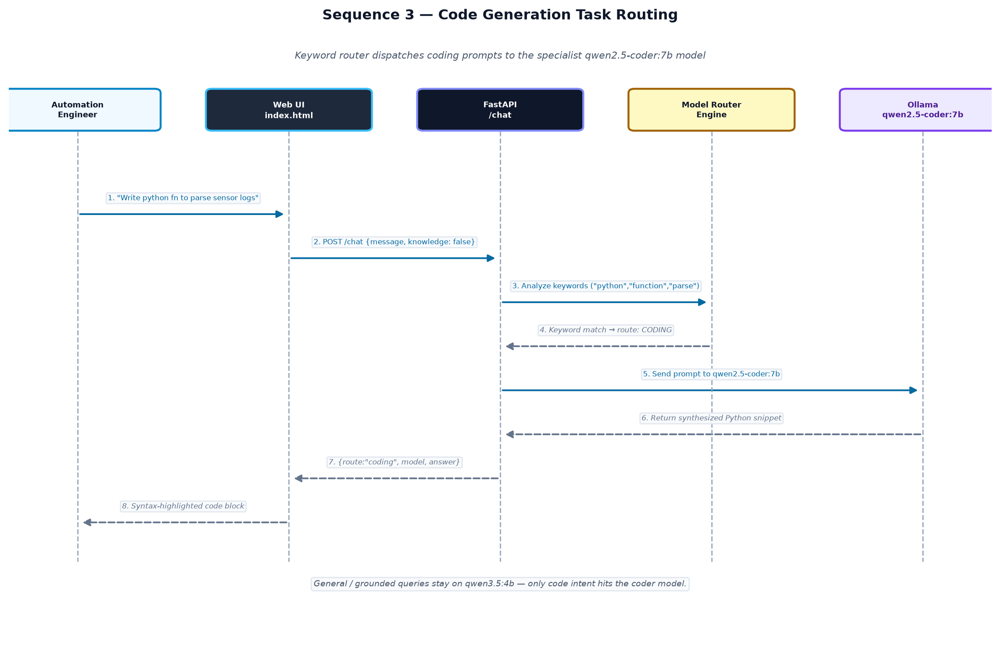 Sequence 3 — Code Generation Task Routing
Keyword router dispatches coding prompts to the specialist qwen2.5-coder:7b model
Automation
Engineer
Web UI
index.html
FastAPI
/chat
Model Router
Engine
Ollama
qwen2.5-coder:7b
1. "Write python fn to parse sensor logs"
2. POST /chat {message, knowledge: false}
3. Analyze keywords ("python","function","parse")
4. Keyword match → route: CODING
5. Send prompt to qwen2.5-coder:7b
6. Return synthesized Python snippet
7. {route:"coding", model, answer}
8. Syntax-highlighted code block
General / grounded queries stay on qwen3.5:4b — only code intent hits the coder model.